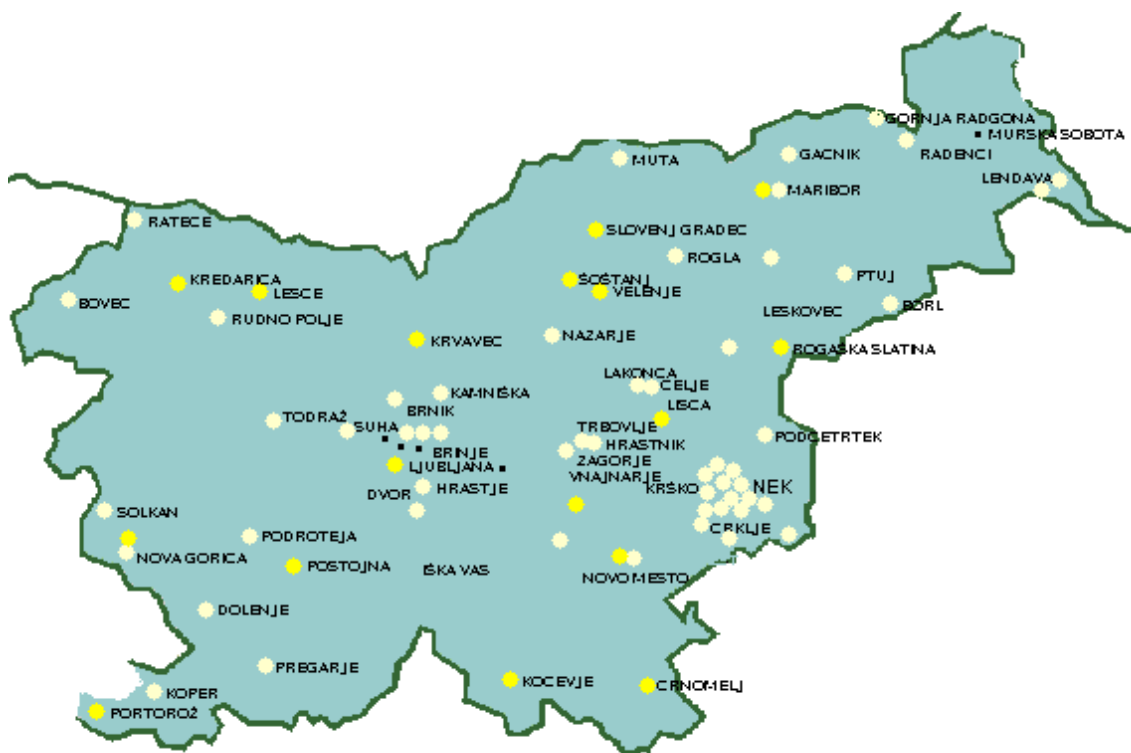 GORNJA RADGONA
MURSKA SOBOTA
RADENCI
GACNIK
MUTA
LENDAVA
MARIBOR
RATECE
SLOVENJ GRADEC
ROGLA
PTUJ
KREDARICA
ŠOŠTANJ
LESCE
VELENJE
BOVEC
BORL
LESKOVEC
RUDNO POLJE
NAZARJE
KRVAVEC
ROGAŠKA SLATINA
LAKONCA
CELJE
KAMNIŠKA
LISCA
BRNIK
TODRAŽ
SUHA
TRBOVLJE
PODCETRTEK
HRASTNIK
BRINJE
ZAGORJE
LJUBLJANA
VNAJNARJE
HRASTJE
KRŠKO
NEK
DVOR
SOLKAN
CRKLJE
PODROTEJA
NOVA GORICA
POSTOJNA
IŠKA VAS
NOVO MESTO
DOLENJE
PREGARJE
KOCEVJE
CRNOMELJ
KOPER
PORTOROŽ